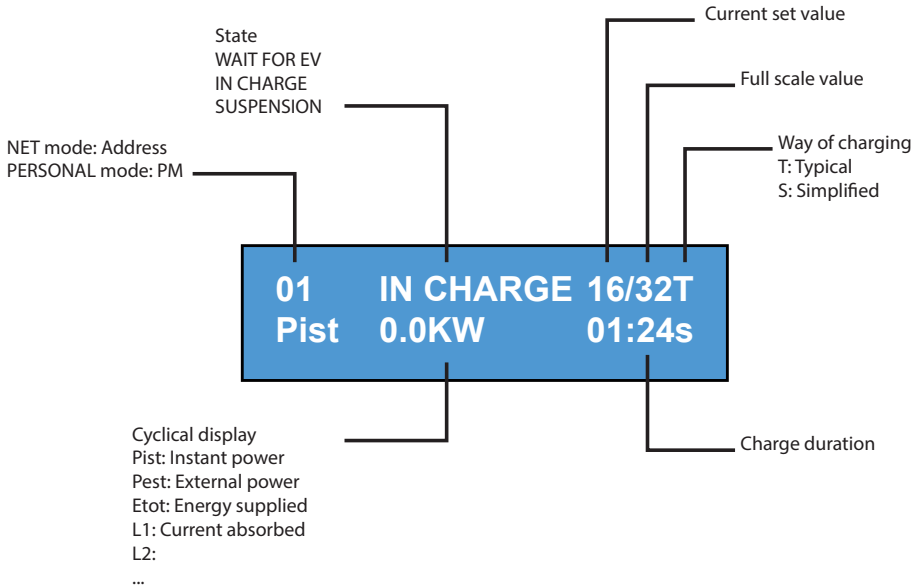 Current set value
State
WAIT FOR EV
IN CHARGE
SUSPENSION
Full scale value
NET mode: Address
PERSONAL mode: PM
Way of charging
T: Typical
S: Simplified
01 IN CHARGE 16/32T
Pist 0.0KW 01:24s
Cyclical display
Pist: Instant power
Pest: External power
Etot: Energy supplied
L1: Current absorbed
L2:
...
Charge duration